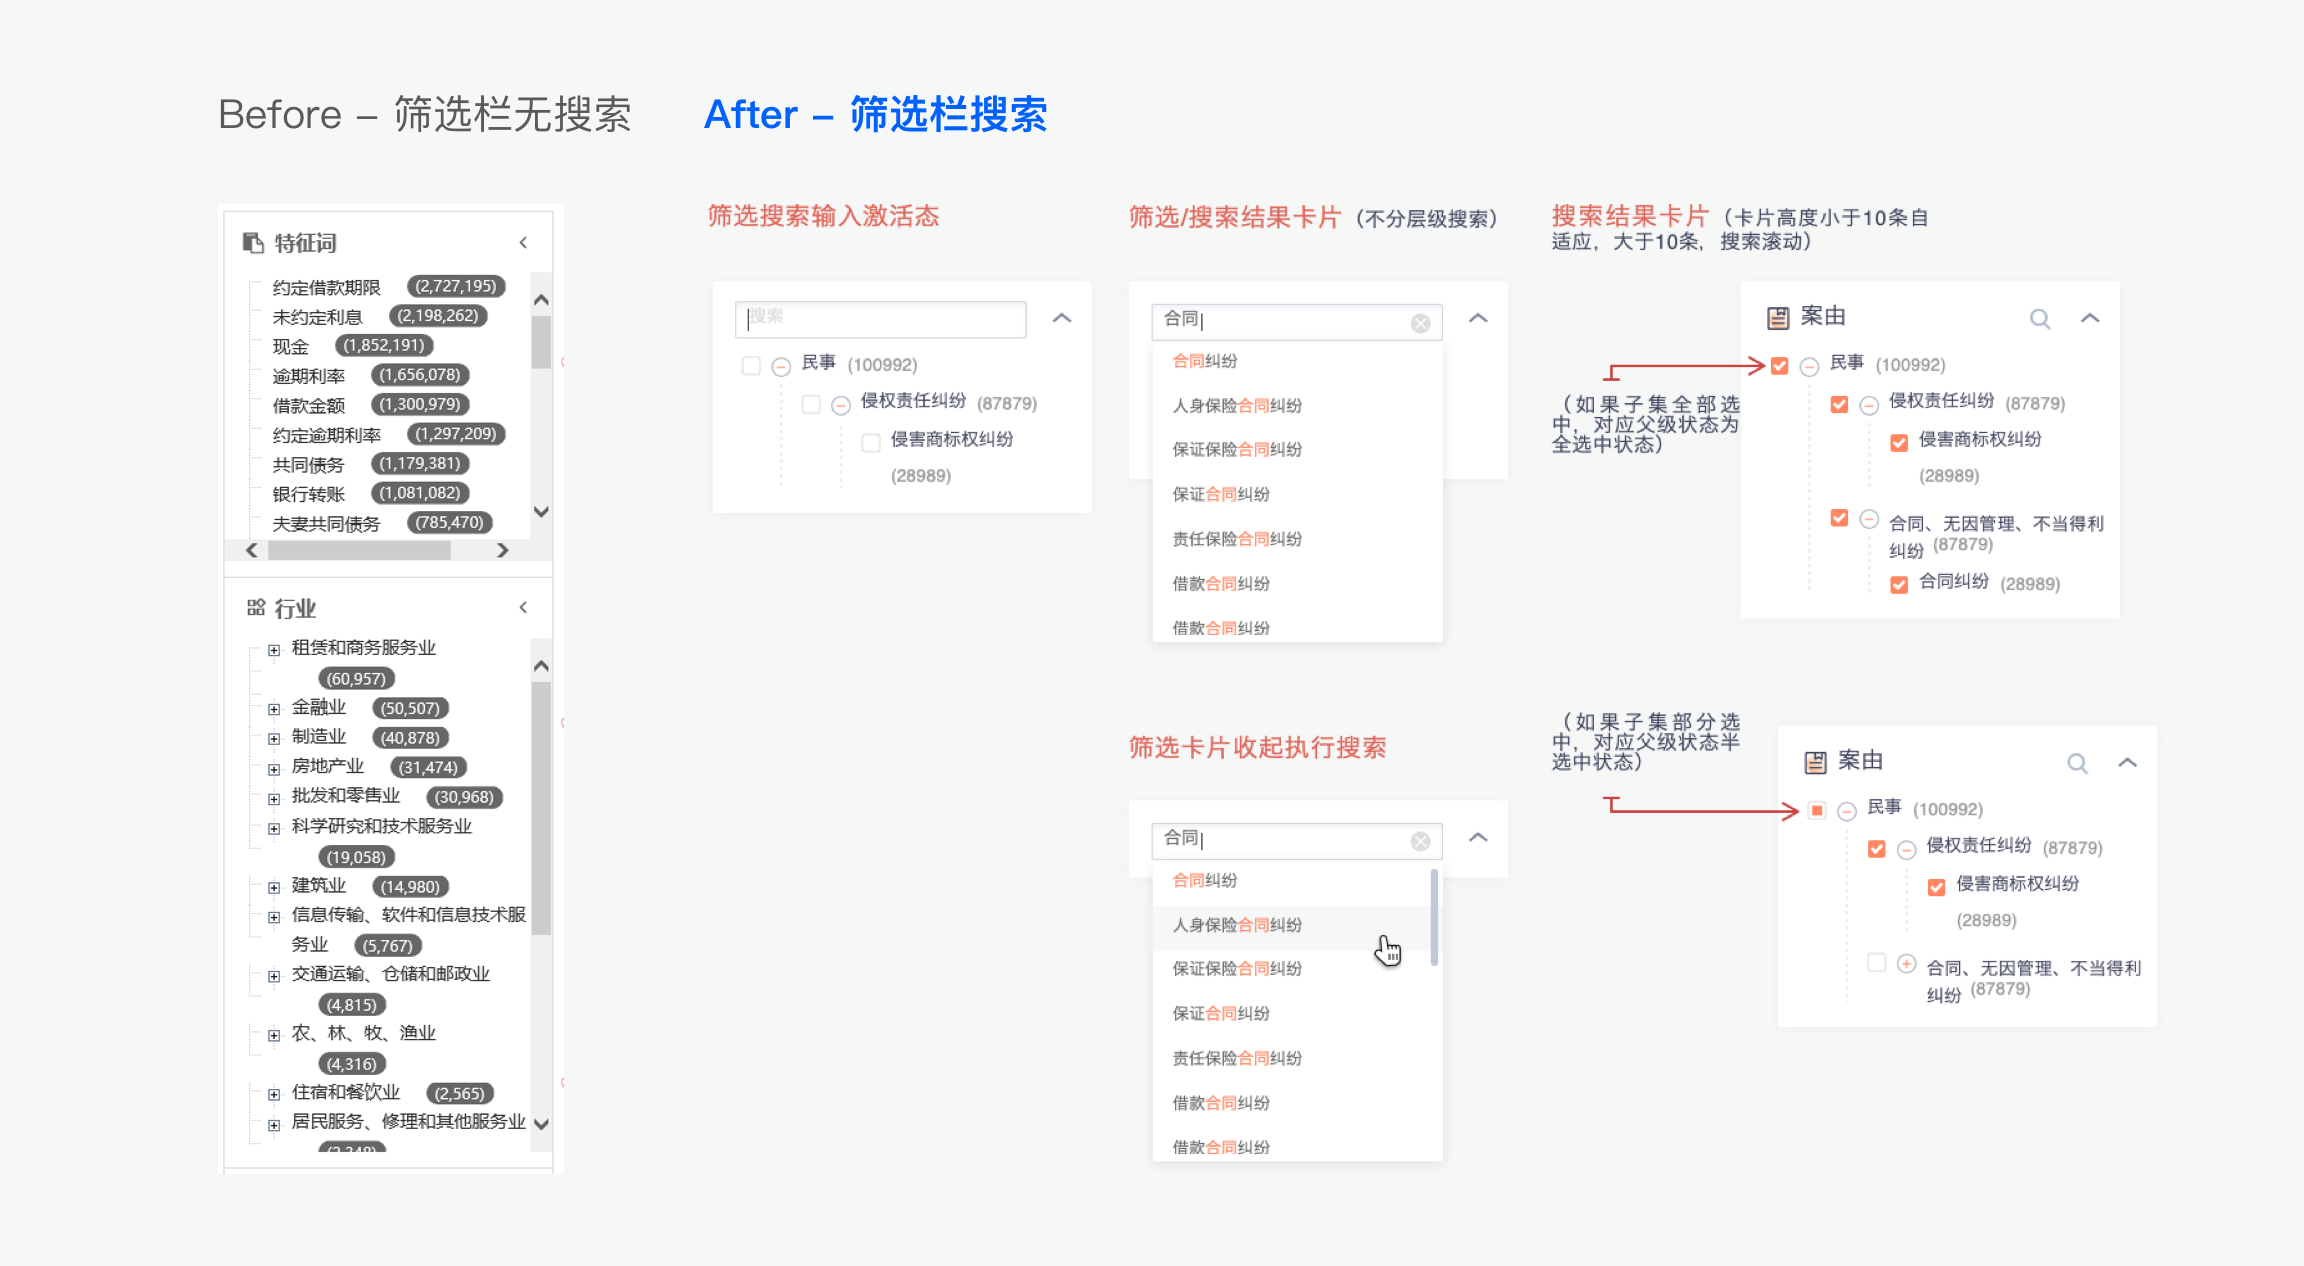 Before – 筛选栏无搜索
After – 筛选栏搜索
特征词
约定借款期限 (2,727,195)
未约定利息 (2,198,262)
现金 (1,852,191)
逾期利率 (1,656,078)
借款金额 (1,300,979)
约定逾期利率 (1,297,209)
共同债务 (1,179,381)
银行转账 (1,081,082)
夫妻共同债务 (785,470)
行业
租赁和商务服务业
(60,957)
金融业 (50,507)
制造业 (40,878)
房地产业 (31,474)
批发和零售业 (30,968)
科学研究和技术服务业
(19,058)
建筑业 (14,980)
信息传输、软件和信息技术服
务业 (5,767)
交通运输、仓储和邮政业
(4,815)
农、林、牧、渔业
(4,316)
住宿和餐饮业 (2,565)
居民服务、修理和其他服务业
筛选搜索输入激活态
搜索
民事 (100992)
侵权责任纠纷 (87879)
侵害商标权纠纷
(28989)
筛选/搜索结果卡片（不分层级搜索）
合同
合同纠纷
人身保险合同纠纷
保证保险合同纠纷
保证合同纠纷
责任保险合同纠纷
借款合同纠纷
借款合同纠纷
搜索结果卡片（卡片高度小于10条自
适应，大于10条，搜索滚动）
（如果子集全部选
中，对应父级状态为
全选中状态）
案由
民事 (100992)
侵权责任纠纷 (87879)
侵害商标权纠纷
(28989)
合同、无因管理、不当得利
纠纷 (87879)
合同纠纷 (28989)
筛选卡片收起执行搜索
合同
合同纠纷
人身保险合同纠纷
保证保险合同纠纷
保证合同纠纷
责任保险合同纠纷
借款合同纠纷
借款合同纠纷
（如果子集部分选
中，对应父级状态半
选中状态）
案由
民事 (100992)
侵权责任纠纷 (87879)
侵害商标权纠纷
(28989)
合同、无因管理、不当得利
纠纷 (87879)